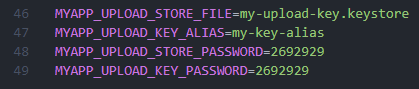 46 MYAPP_UPLOAD_STORE_FILE=my-upload-key.keystore
47 MYAPP_UPLOAD_KEY_ALIAS=my-key-alias
48 MYAPP_UPLOAD_STORE_PASSWORD=2692929
49 MYAPP_UPLOAD_KEY_PASSWORD=2692929